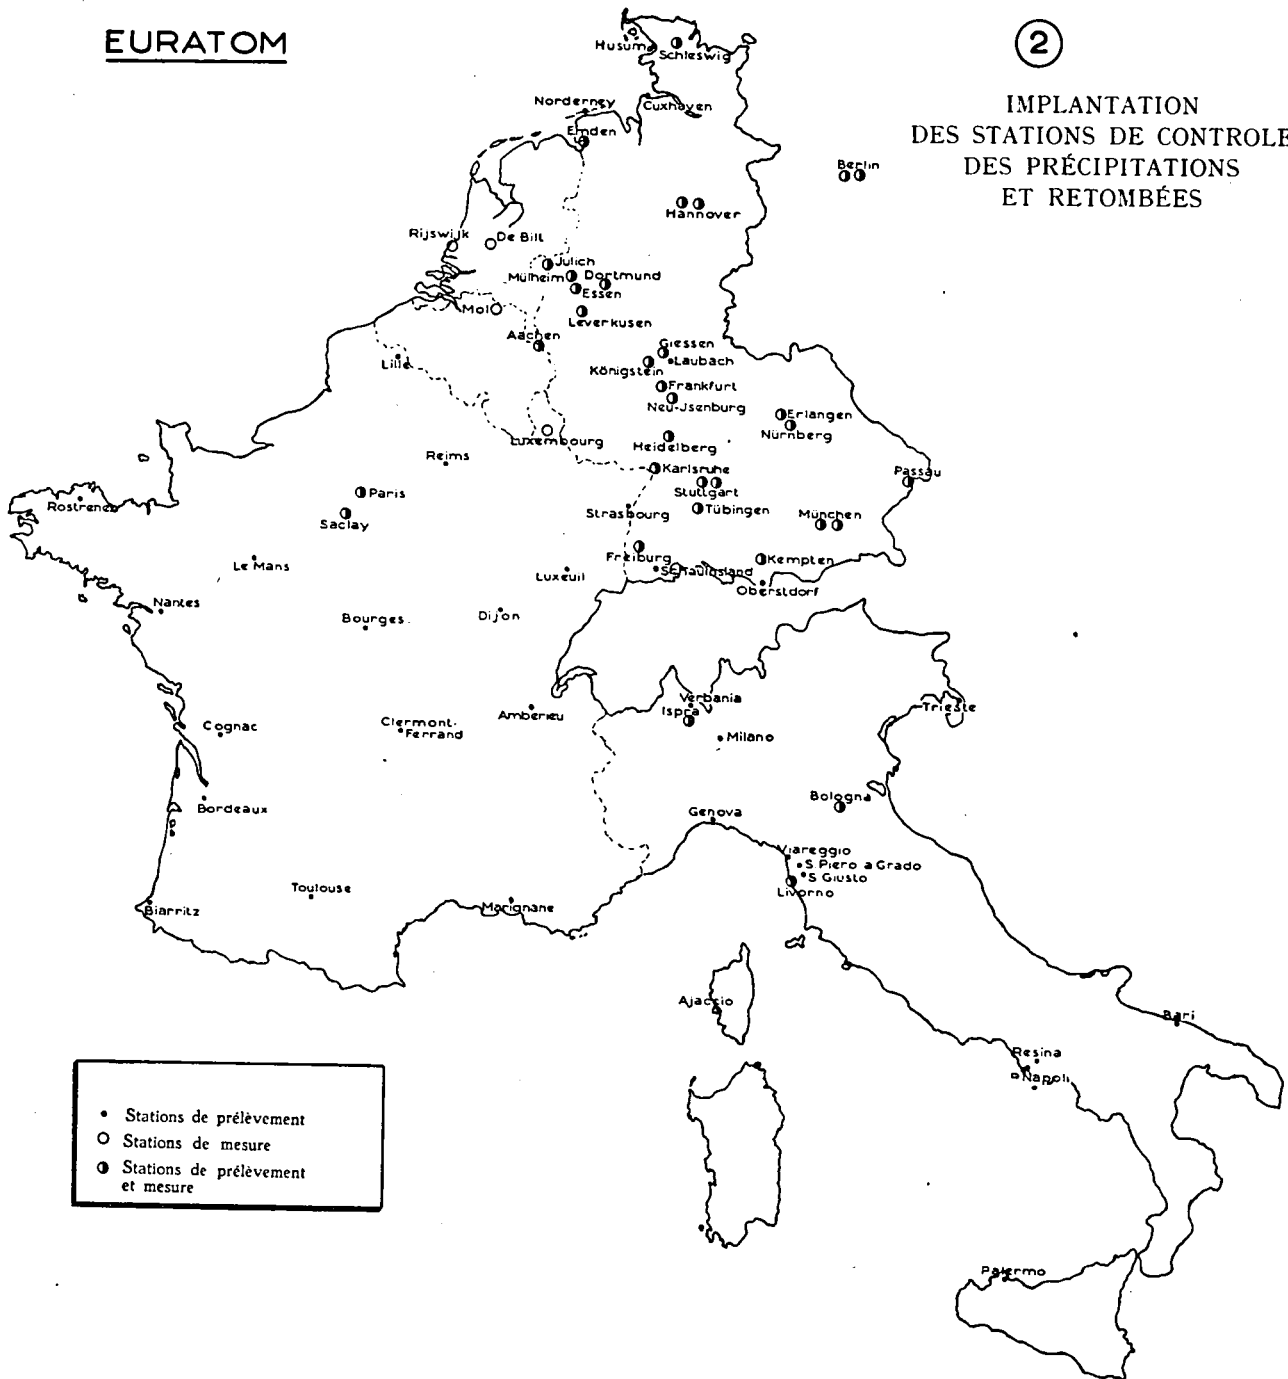 EURATOM
2
IMPLANTATION
DES STATIONS DE CONTROLE
DES PRÉCIPITATIONS
ET RETOMBÉES
Husum
Schleswig
Cuxhaven
Norderney
Emden
Berlin
Hannover
Rijswijk
De Bilt
Julich
Mülheim
Dortmund
Essen
Mol
Leverkusen
Aachen
Giessen
Laubach
Lille
Königstein
Frankfurt
Neu-Jsenburg
Erlangen
Nürnberg
Luxembourg
Heidelberg
Reims
Karlsruhe
Passau
Paris
Stuttgart
Rostrenen
Saclay
Strasbourg
Tübingen
München
Le Mans
Freiburg
Schauinsland
Kempten
Luxeuil
Oberstdorf
Nantes
Bourges
Dijon
Verbania
Ispra
Trieste
Ambérieu
Cognac
Clermont-
Ferrand
Milano
Bordeaux
Bologna
Genova
Viareggio
S. Piero a Grado
S Giusto
Livorno
Toulouse
Marignane
Biarritz
Ajaccio
Bari
Resina
Napoli
Stations de prélèvement
Stations de mesure
Stations de prélèvement
et mesure
Palermo